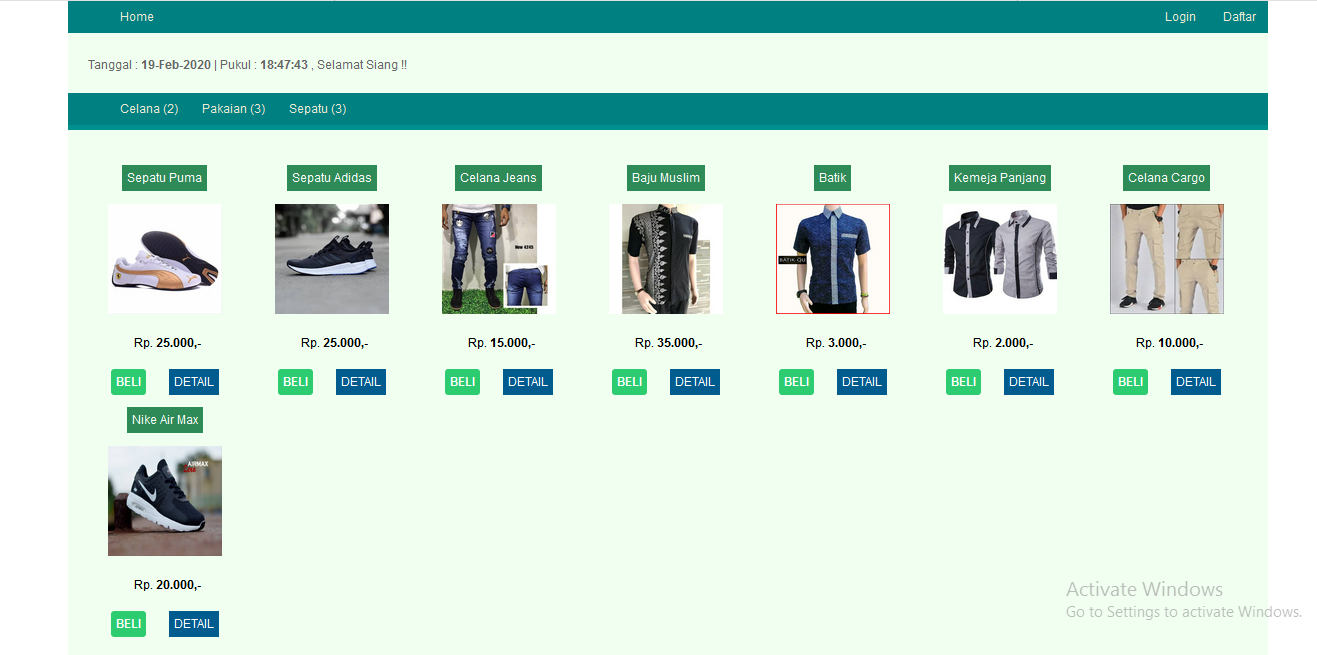 Home Login Daftar
Tanggal : 19-Feb-2020 | Pukul : 18:47:43 , Selamat Siang !!
Celana (2) Pakaian (3) Sepatu (3)
Sepatu Puma Sepatu Adidas Celana Jeans Baju Muslim Batik Kemeja Panjang Celana Cargo
New 4245
BATIK QU
Rp. 25.000,- Rp. 25.000,- Rp. 15.000,- Rp. 35.000,- Rp. 3.000,- Rp. 2.000,- Rp. 10.000,-
BELI DETAIL BELI DETAIL BELI DETAIL BELI DETAIL BELI DETAIL BELI DETAIL BELI DETAIL
Nike Air Max
AIRMAX
Zero
Rp. 20.000,-
BELI DETAIL
Activate Windows
Go to Settings to activate Windows.